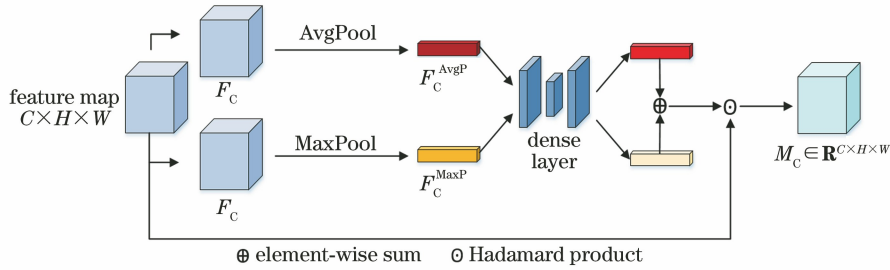 AvgPool
F_C
F_C^AvgP
feature map
C×H×W
MaxPool
F_C
F_C^MaxP
dense
layer
M_C∈R^C×H×W
⊕ element-wise sum ⊙ Hadamard product